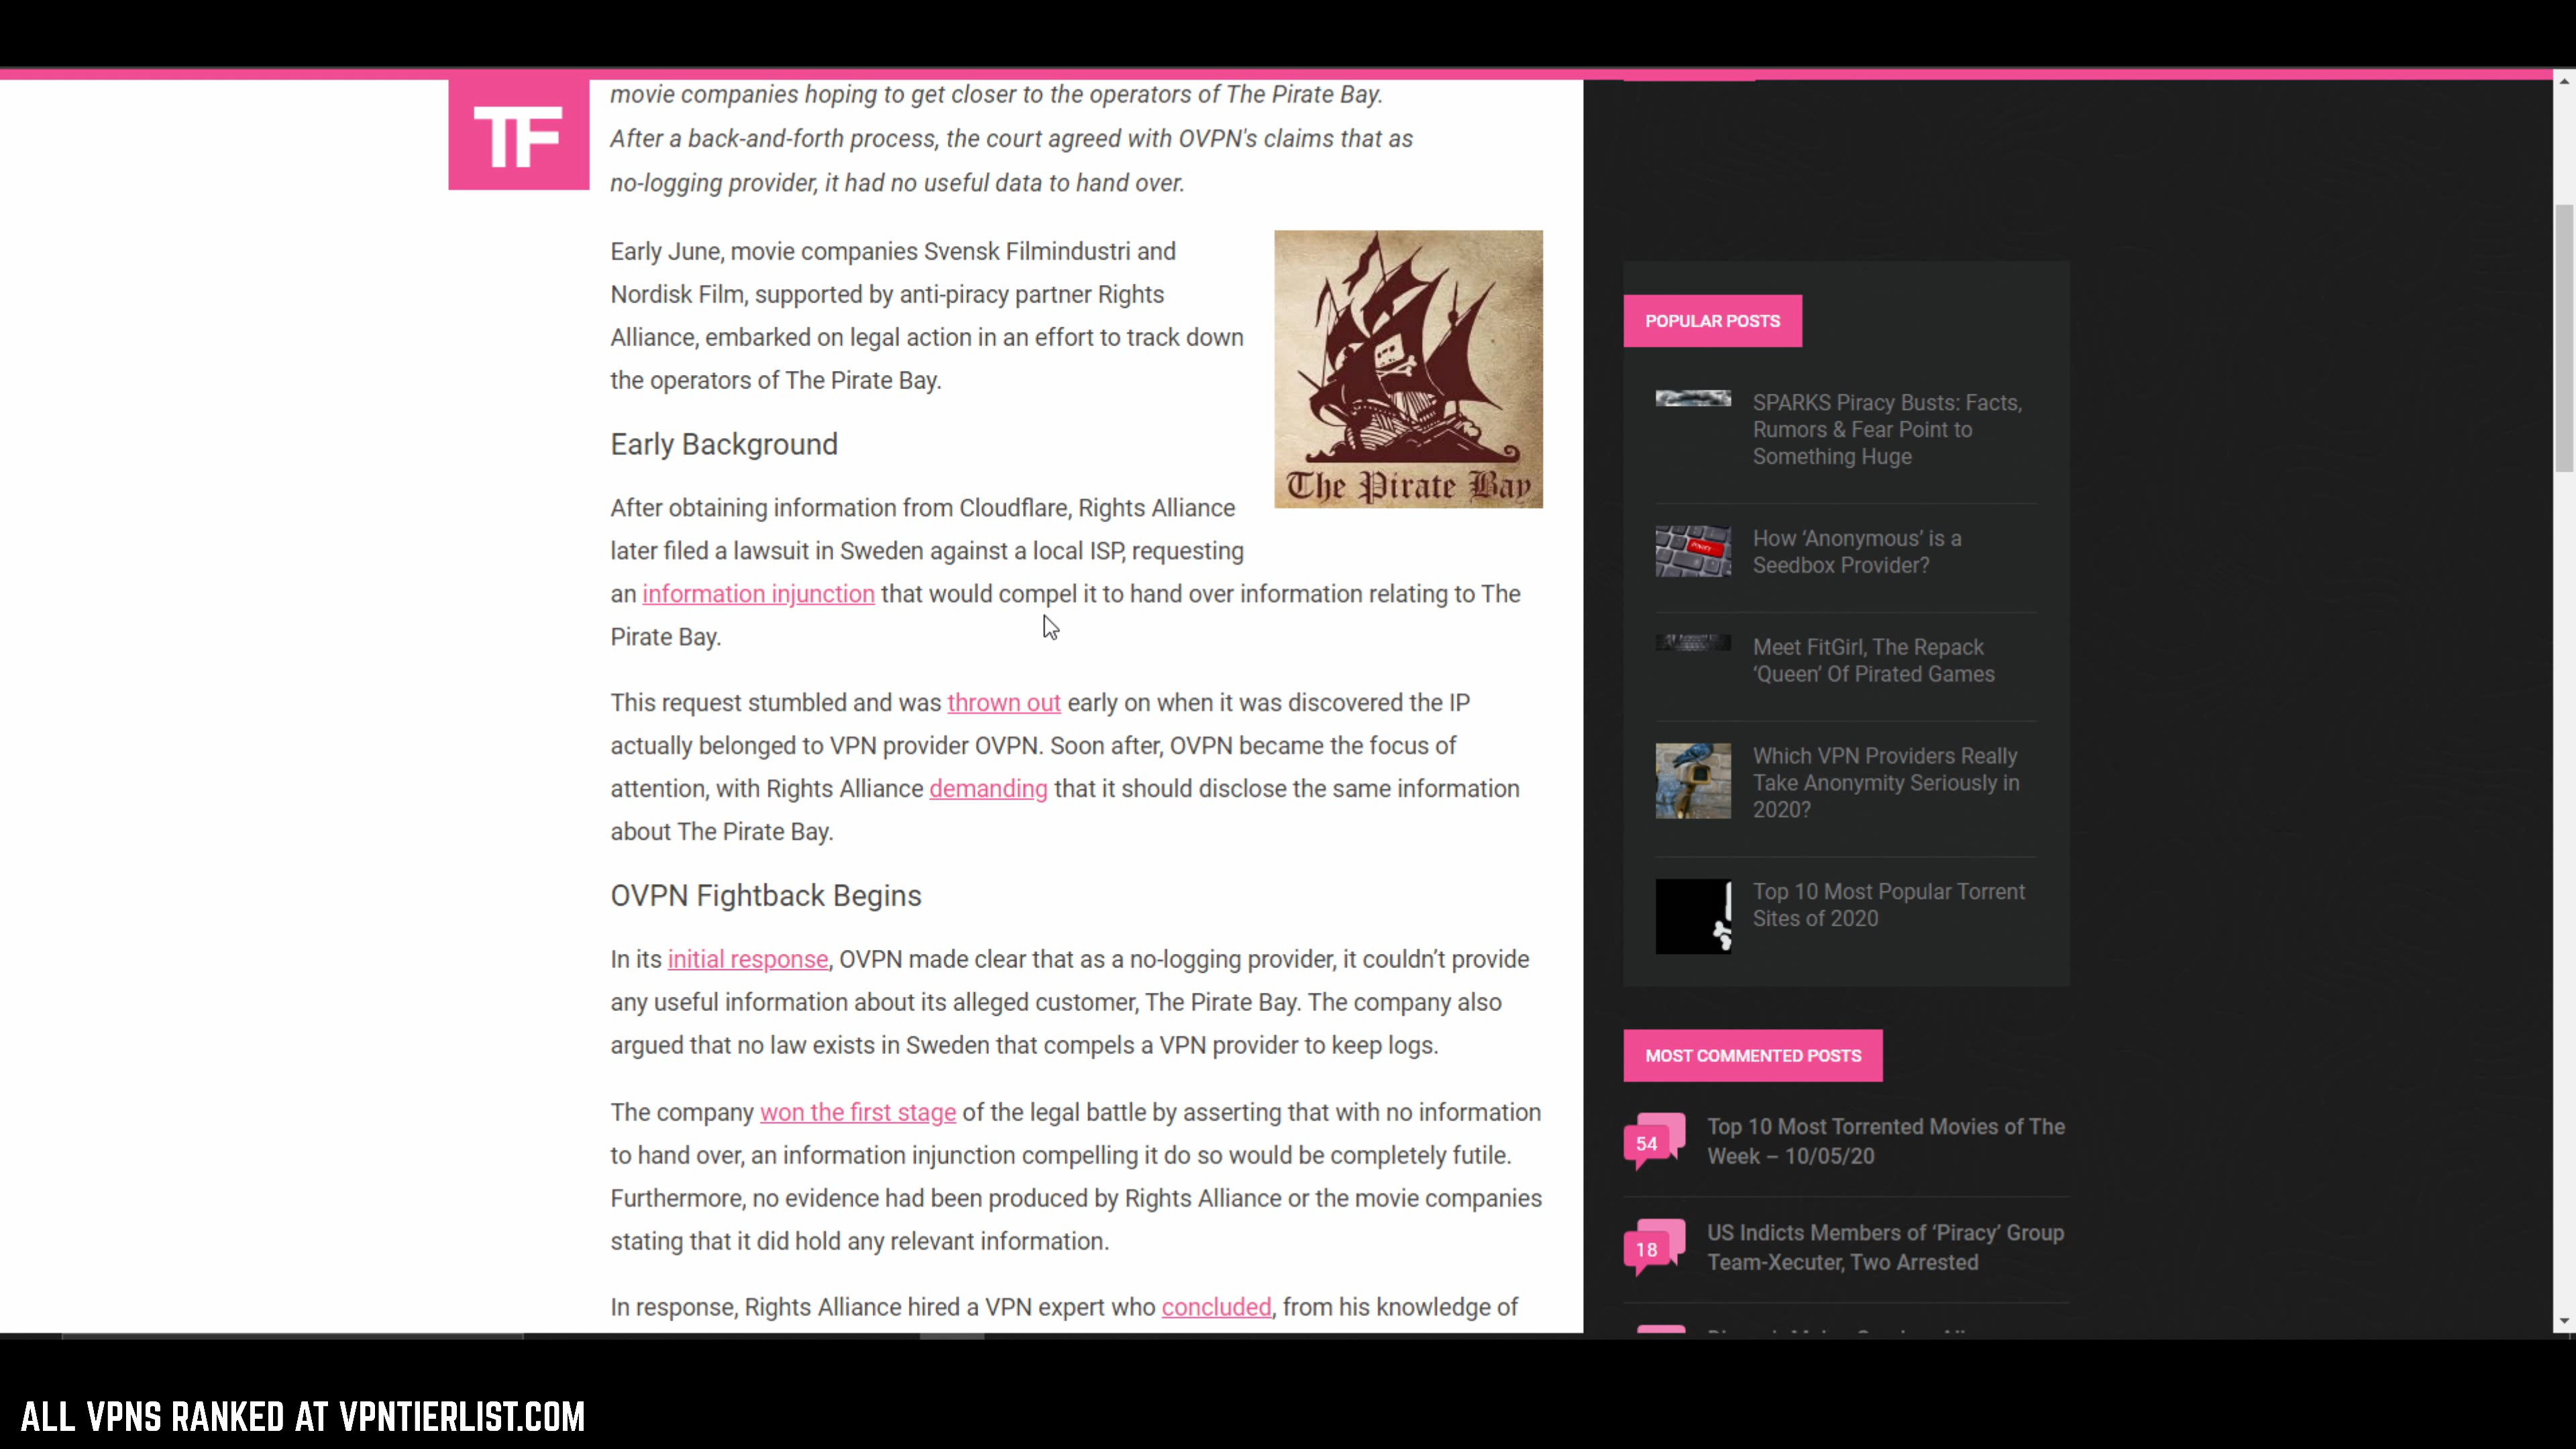 TF
movie companies hoping to get closer to the operators of The Pirate Bay.
After a back-and-forth process, the court agreed with OVPN's claims that as
no-logging provider, it had no useful data to hand over.
Early June, movie companies Svensk Filmindustri and
Nordisk Film, supported by anti-piracy partner Rights
Alliance, embarked on legal action in an effort to track down
the operators of The Pirate Bay.
The Pirate Bay
Early Background
After obtaining information from Cloudflare, Rights Alliance
later filed a lawsuit in Sweden against a local ISP, requesting
an information injunction that would compel it to hand over information relating to The
Pirate Bay.
This request stumbled and was thrown out early on when it was discovered the IP
actually belonged to VPN provider OVPN. Soon after, OVPN became the focus of
attention, with Rights Alliance demanding that it should disclose the same information
about The Pirate Bay.
OVPN Fightback Begins
In its initial response, OVPN made clear that as a no-logging provider, it couldn't provide
any useful information about its alleged customer, The Pirate Bay. The company also
argued that no law exists in Sweden that compels a VPN provider to keep logs.
The company won the first stage of the legal battle by asserting that with no information
to hand over, an information injunction compelling it do so would be completely futile.
Furthermore, no evidence had been produced by Rights Alliance or the movie companies
stating that it did hold any relevant information.
In response, Rights Alliance hired a VPN expert who concluded, from his knowledge of
POPULAR POSTS
SPARKS Piracy Busts: Facts,
Rumors & Fear Point to
Something Huge
How ‘Anonymous’ is a
Seedbox Provider?
Meet FitGirl, The Repack
‘Queen’ Of Pirated Games
Which VPN Providers Really
Take Anonymity Seriously in
2020?
Top 10 Most Popular Torrent
Sites of 2020
MOST COMMENTED POSTS
54
Top 10 Most Torrented Movies of The
Week – 10/05/20
18
US Indicts Members of ‘Piracy’ Group
Team-Xecuter, Two Arrested
ALL VPNS RANKED AT VPNTIERLIST.COM